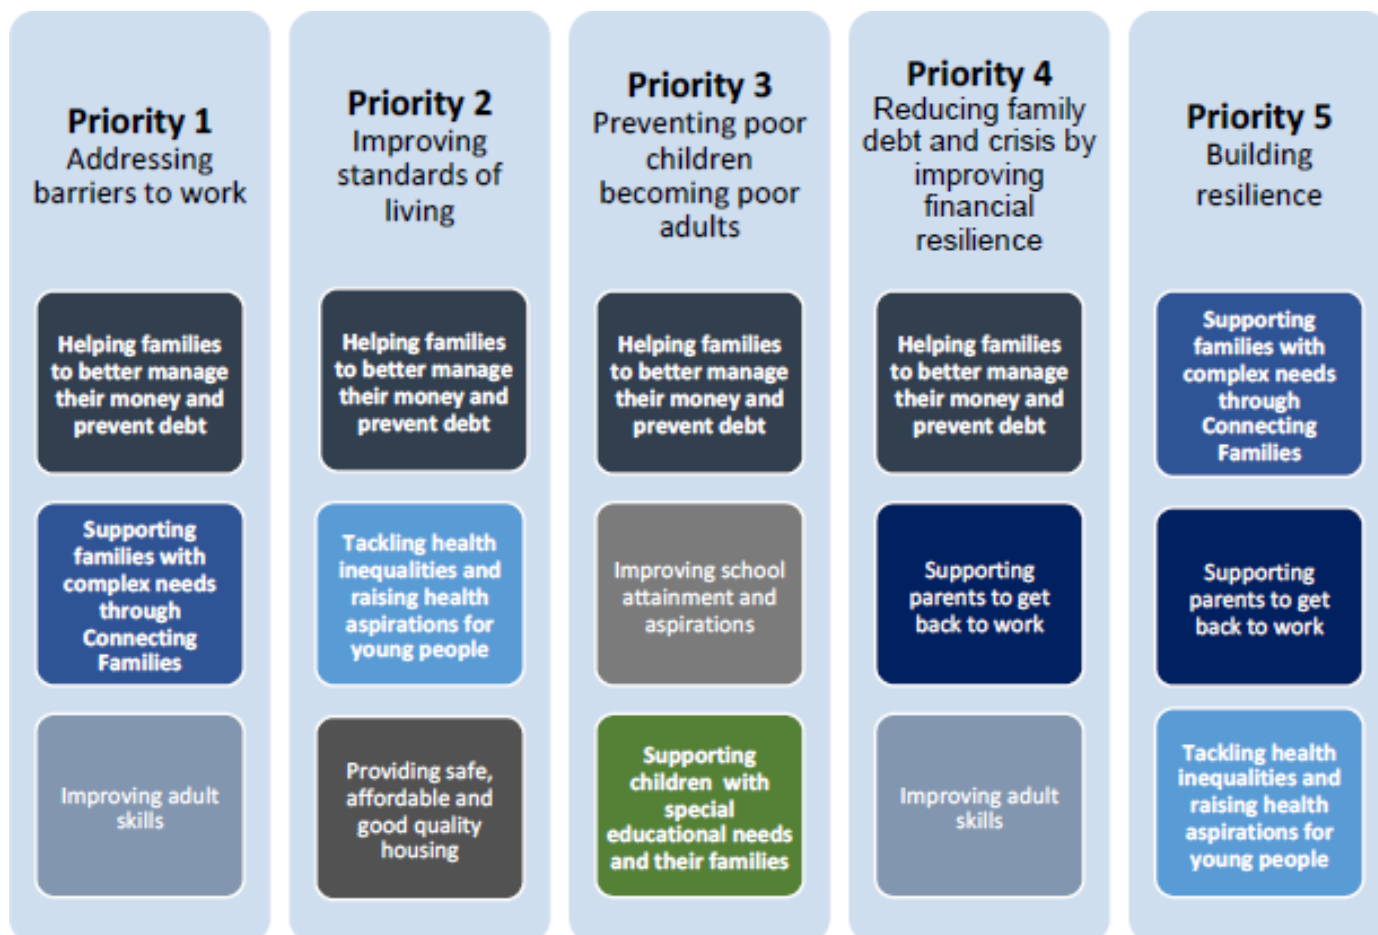 Priority 1
Addressing
barriers to work
Helping families
to better manage
their money and
prevent debt
Supporting
families with
complex needs
through
Connecting
Families
Improving adult
skills
Priority 2
Improving
standards of
living
Helping families
to better manage
their money and
prevent debt
Tackling health
inequalities and
raising health
aspirations for
young people
Providing safe,
affordable and
good quality
housing
Priority 3
Preventing poor
children
becoming poor
adults
Helping families
to better manage
their money and
prevent debt
Improving school
attainment and
aspirations
Supporting
children with
special
educational needs
and their families
Priority 4
Reducing family
debt and crisis by
improving
financial
resilience
Helping families
to better manage
their money and
prevent debt
Supporting
parents to get
back to work
Improving adult
skills
Priority 5
Building
resilience
Supporting
families with
complex needs
through
Connecting
Families
Supporting
parents to get
back to work
Tackling health
inequalities and
raising health
aspirations for
young people